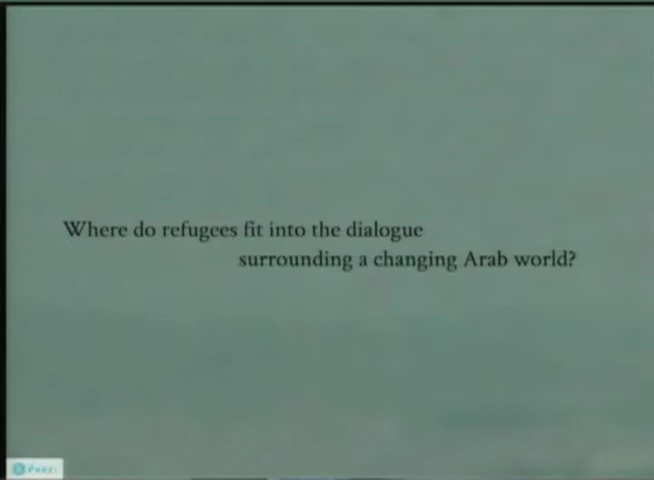 Where do refugees fit into the dialogue
surrounding a changing Arab world?